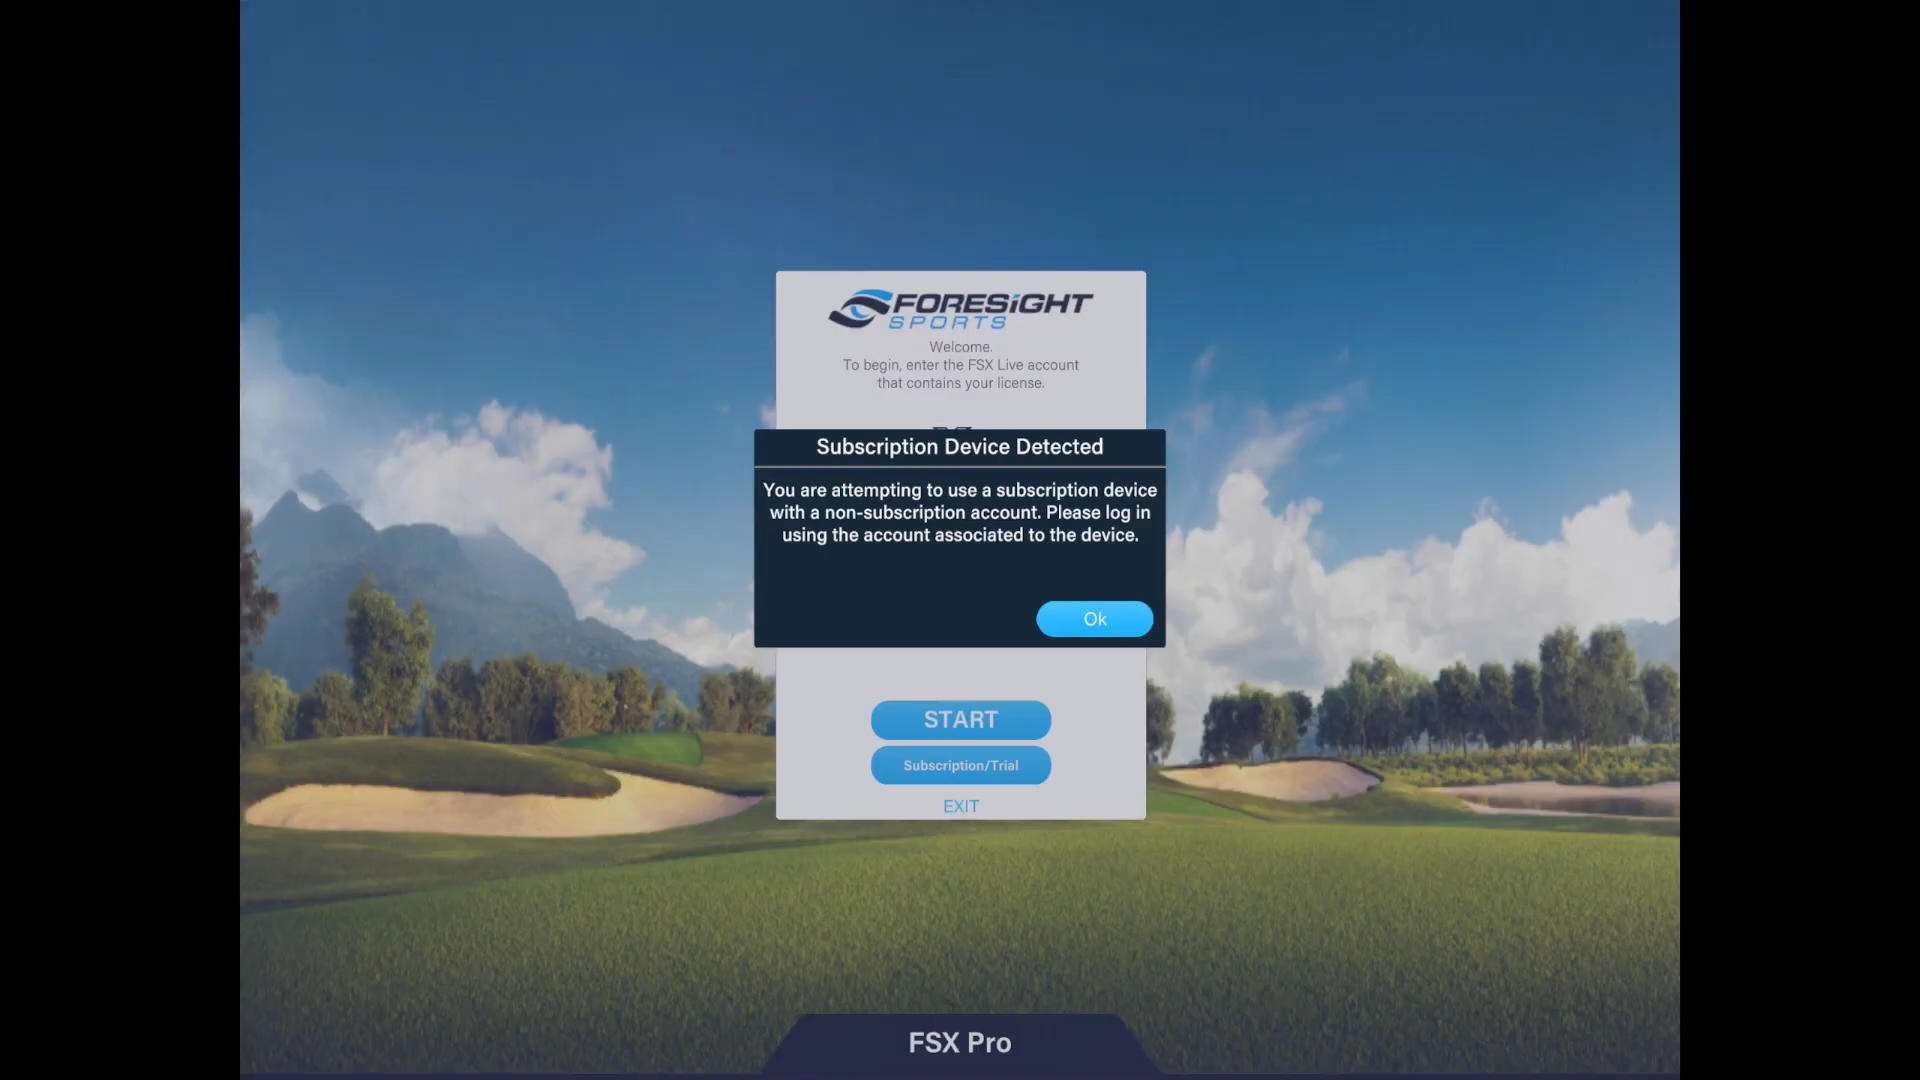 FORESiGHT
SPORTS
Welcome.
To begin, enter the FSX Live account
that contains your license.
Subscription Device Detected
You are attempting to use a subscription device
with a non-subscription account. Please log in
using the account associated to the device.
Ok
START
Subscription/Trial
EXIT
FSX Pro